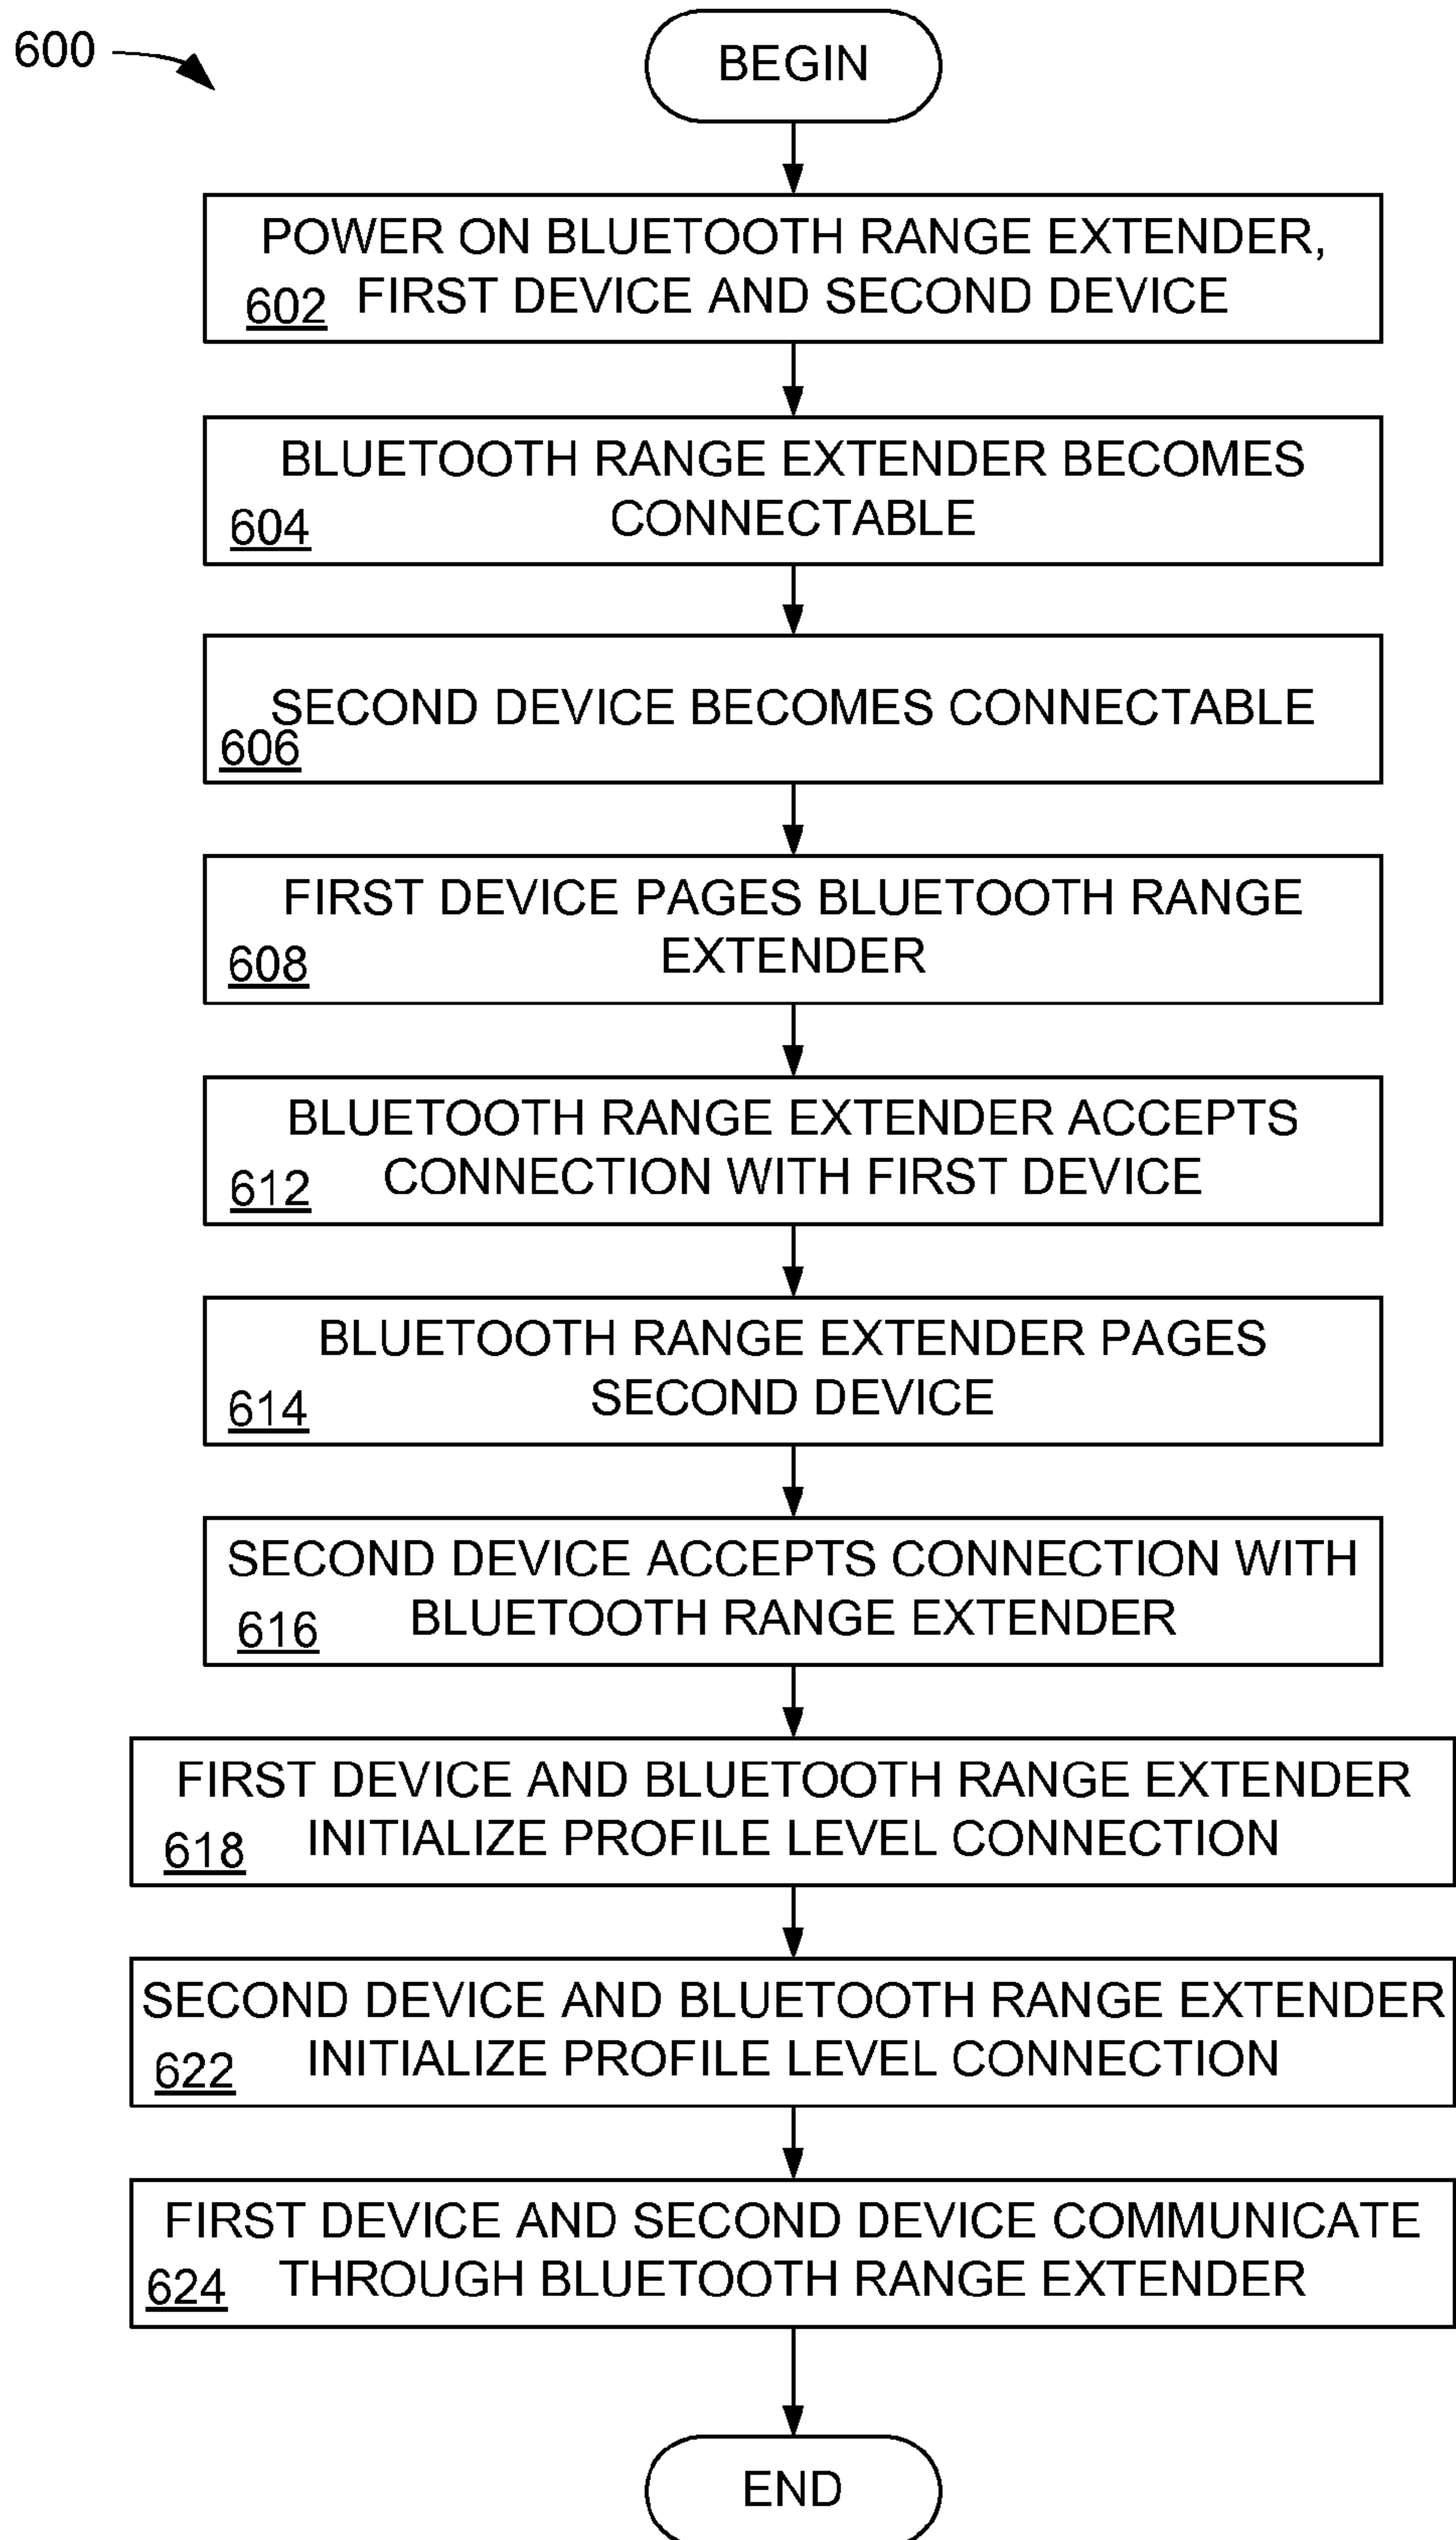 600
BEGIN
POWER ON BLUETOOTH RANGE EXTENDER,
602 FIRST DEVICE AND SECOND DEVICE
BLUETOOTH RANGE EXTENDER BECOMES
604 CONNECTABLE
SECOND DEVICE BECOMES CONNECTABLE
606
FIRST DEVICE PAGES BLUETOOTH RANGE
608 EXTENDER
BLUETOOTH RANGE EXTENDER ACCEPTS
612 CONNECTION WITH FIRST DEVICE
BLUETOOTH RANGE EXTENDER PAGES
614 SECOND DEVICE
SECOND DEVICE ACCEPTS CONNECTION WITH
616 BLUETOOTH RANGE EXTENDER
FIRST DEVICE AND BLUETOOTH RANGE EXTENDER
618 INITIALIZE PROFILE LEVEL CONNECTION
SECOND DEVICE AND BLUETOOTH RANGE EXTENDER
622 INITIALIZE PROFILE LEVEL CONNECTION
FIRST DEVICE AND SECOND DEVICE COMMUNICATE
624 THROUGH BLUETOOTH RANGE EXTENDER
END